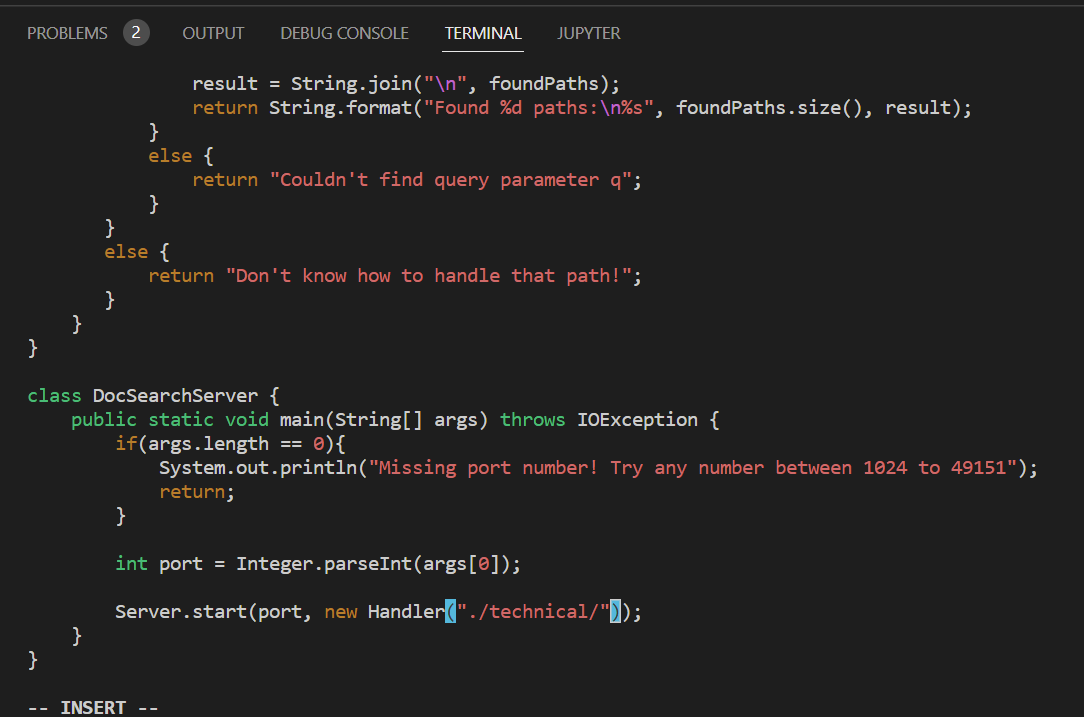 PROBLEMS 2 OUTPUT DEBUG CONSOLE TERMINAL JUPYTER
result = String.join("\n", foundPaths);
return String.format("Found %d paths:\n%s", foundPaths.size(), result);
}
else {
return "Couldn't find query parameter q";
}
}
else {
return "Don't know how to handle that path!";
}
}
}
class DocSearchServer {
public static void main(String[] args) throws IOException {
if(args.length == 0){
System.out.println("Missing port number! Try any number between 1024 to 49151");
return;
}
int port = Integer.parseInt(args[0]);
Server.start(port, new Handler("./technical/"));
}
}
-- INSERT --